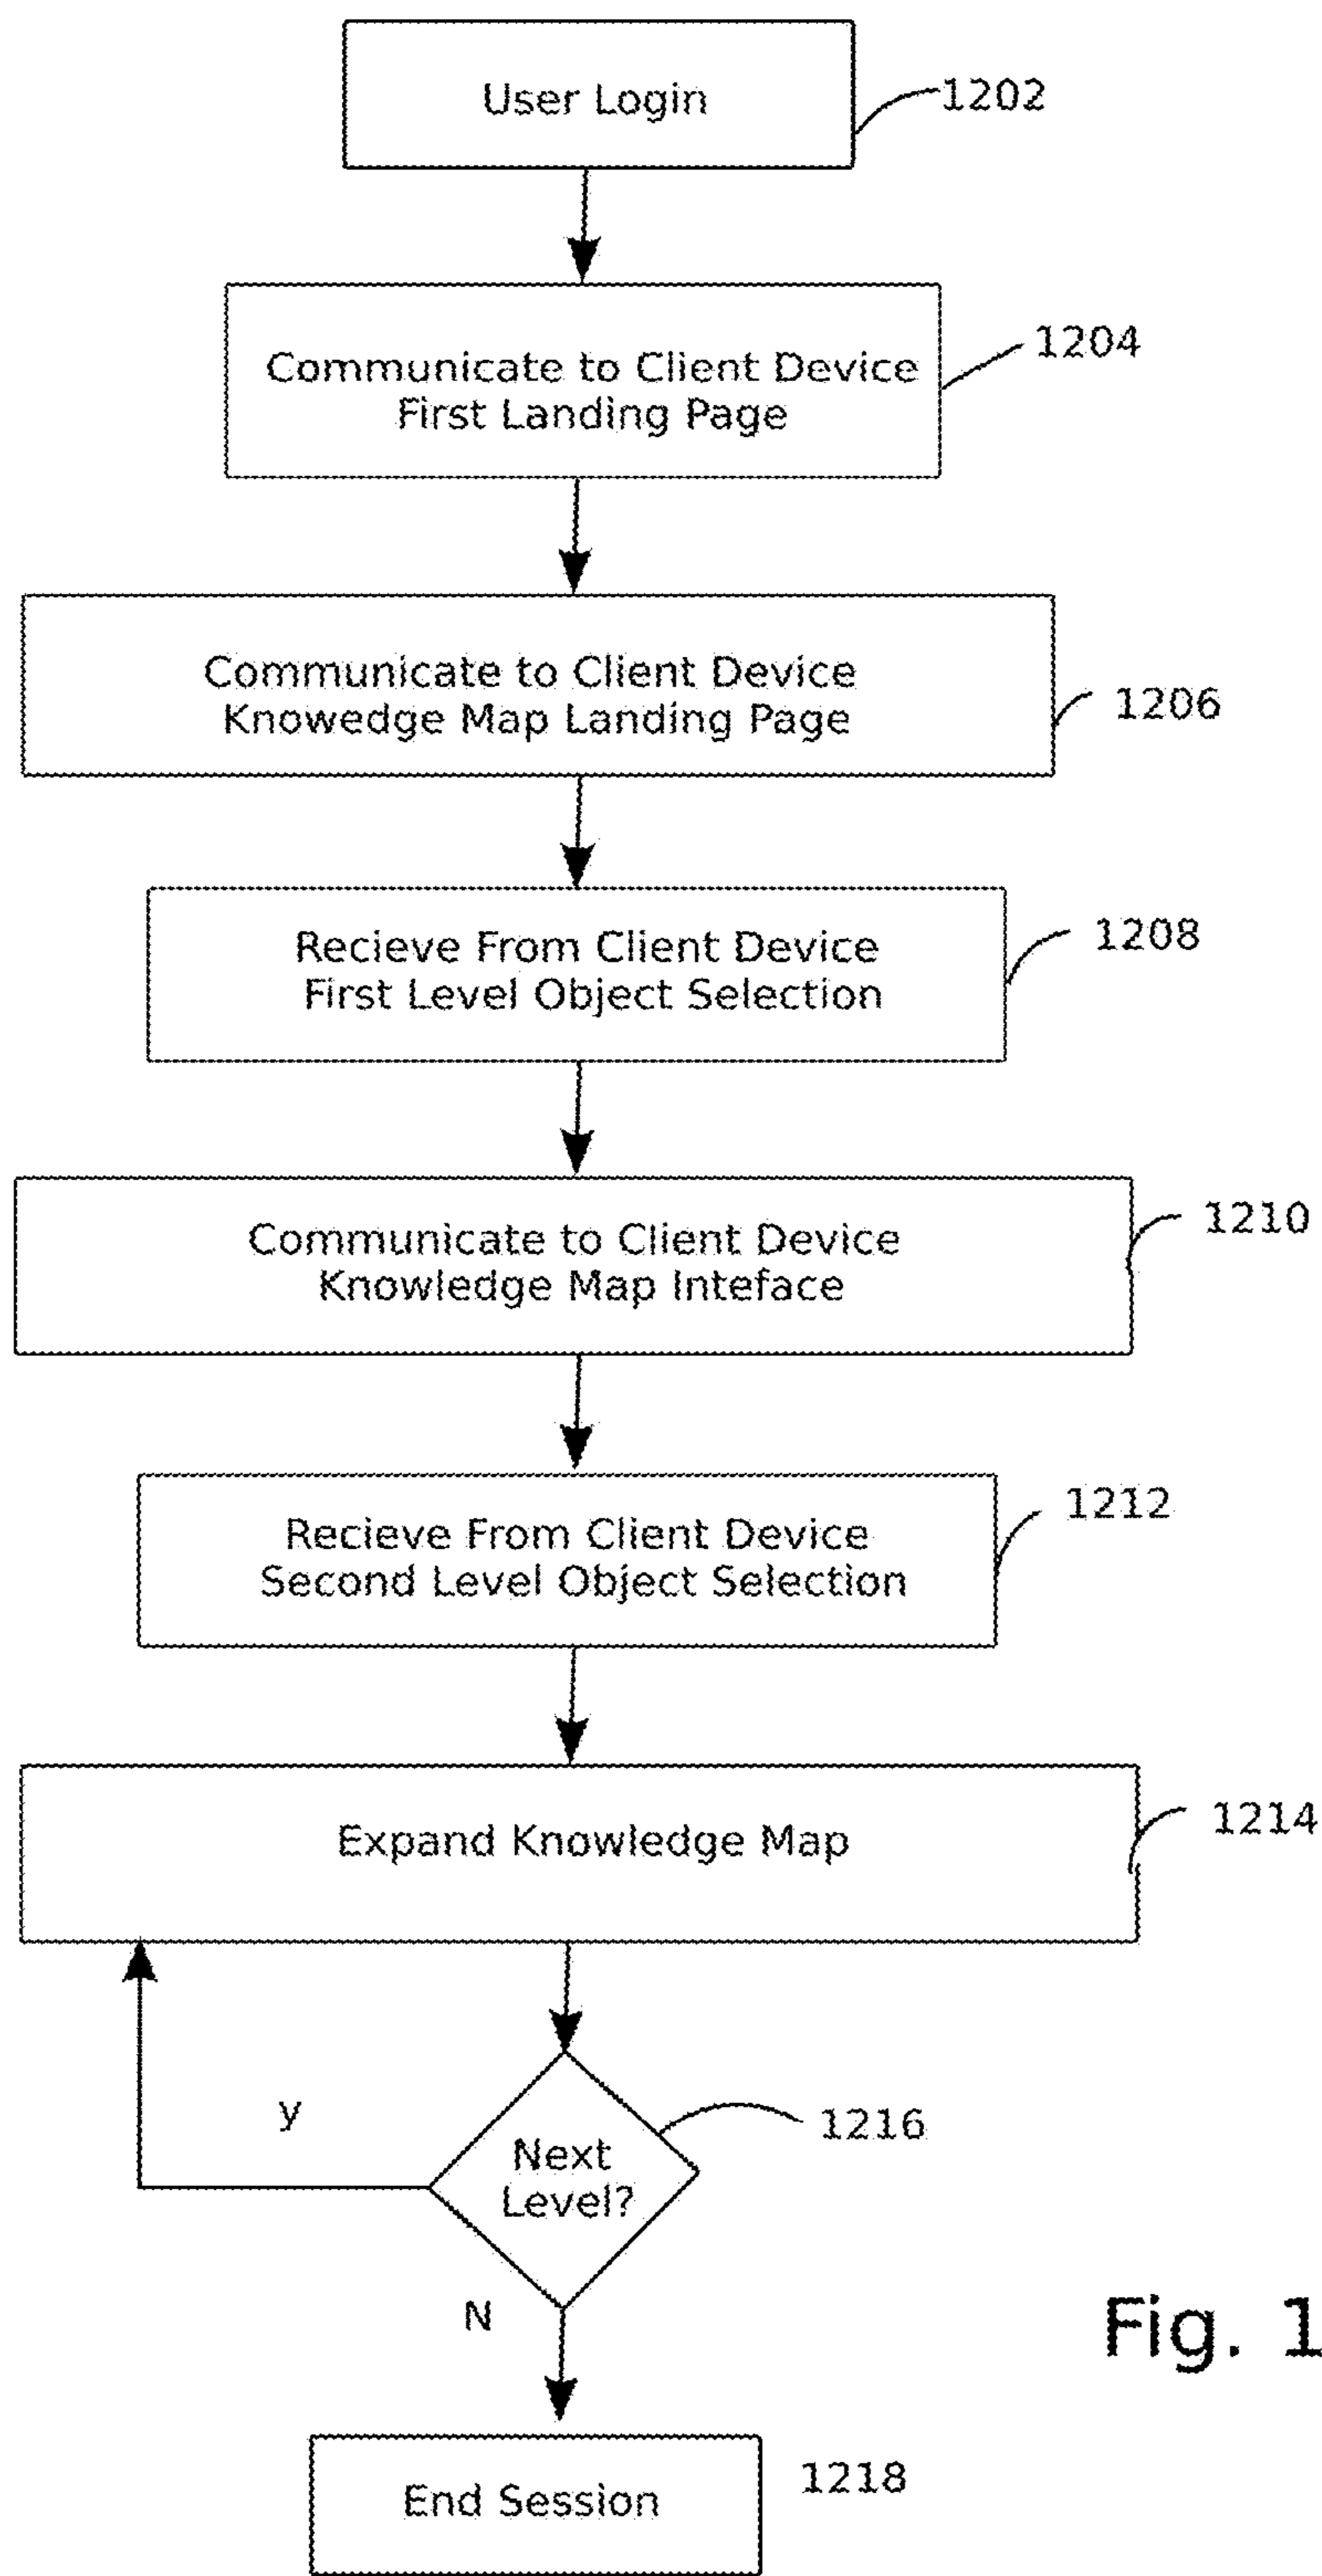 User Login
1202
Communicate to Client Device
First Landing Page
1204
Communicate to Client Device
Knowedge Map Landing Page
1206
Recieve From Client Device
First Level Object Selection
1208
Communicate to Client Device
Knowledge Map Inteface
1210
Recieve From Client Device
Second Level Object Selection
1212
Expand Knowledge Map
1214
y
Next
Level?
1216
N
Fig. 1
End Session
1218